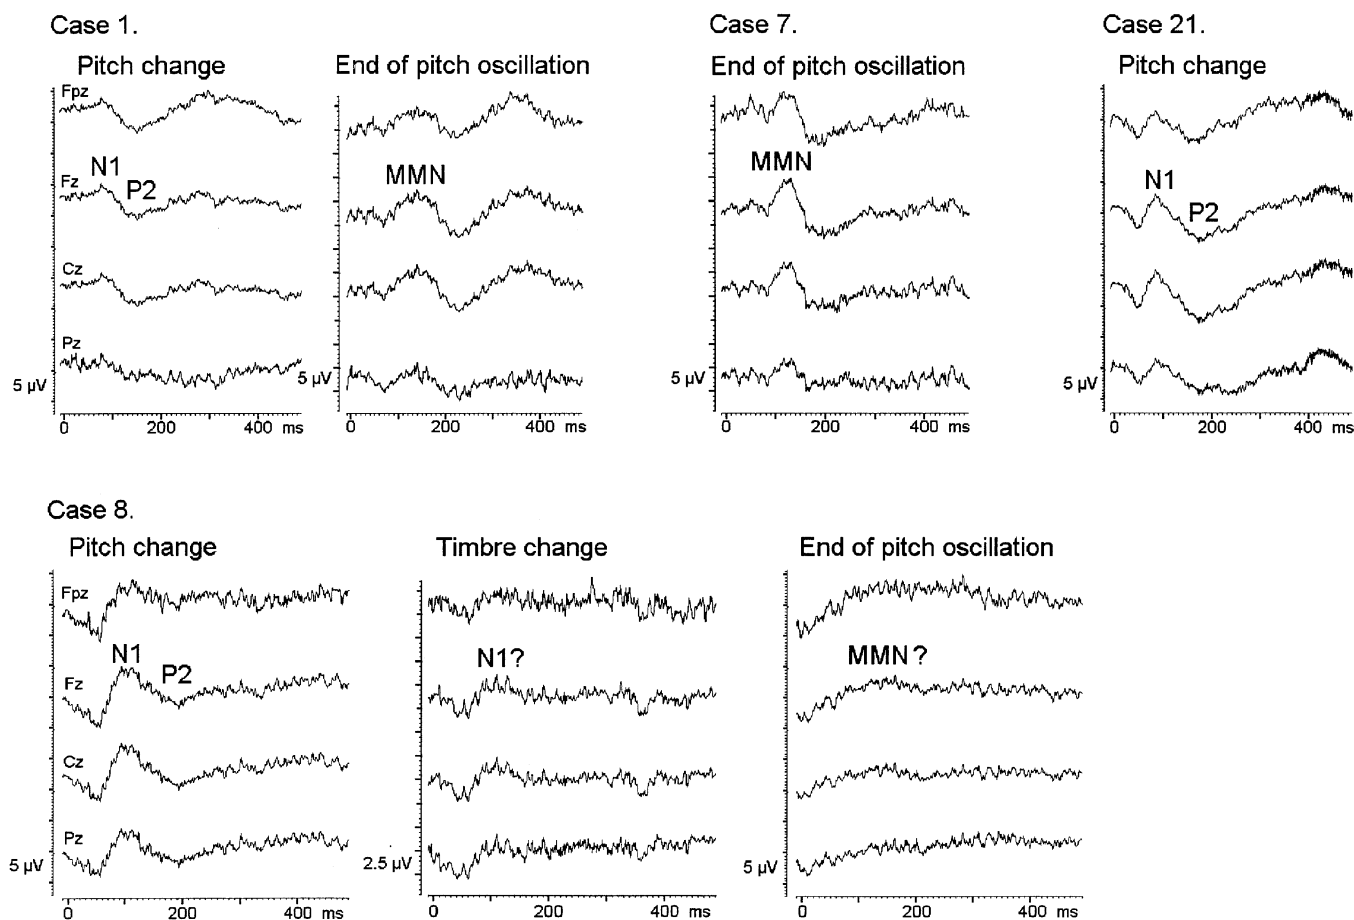 Case 1.
Case 7.
Case 21.
Pitch change
End of pitch oscillation
End of pitch oscillation
Pitch change
Fpz
N1
MMN
MMN
N1
Fz
P2
P2
Cz
Pz
5 µV
5 µV
5 µV
5 µV
0 200 400 ms
0 200 400 ms
0 200 400 ms
0 200 400 ms
Case 8.
Pitch change
Timbre change
End of pitch oscillation
Fpz
N1
N1?
MMN?
P2
Fz
Cz
Pz
5 µV
2.5 µV
5 µV
0 200 400 ms
0 200 400 ms
0 200 400 ms